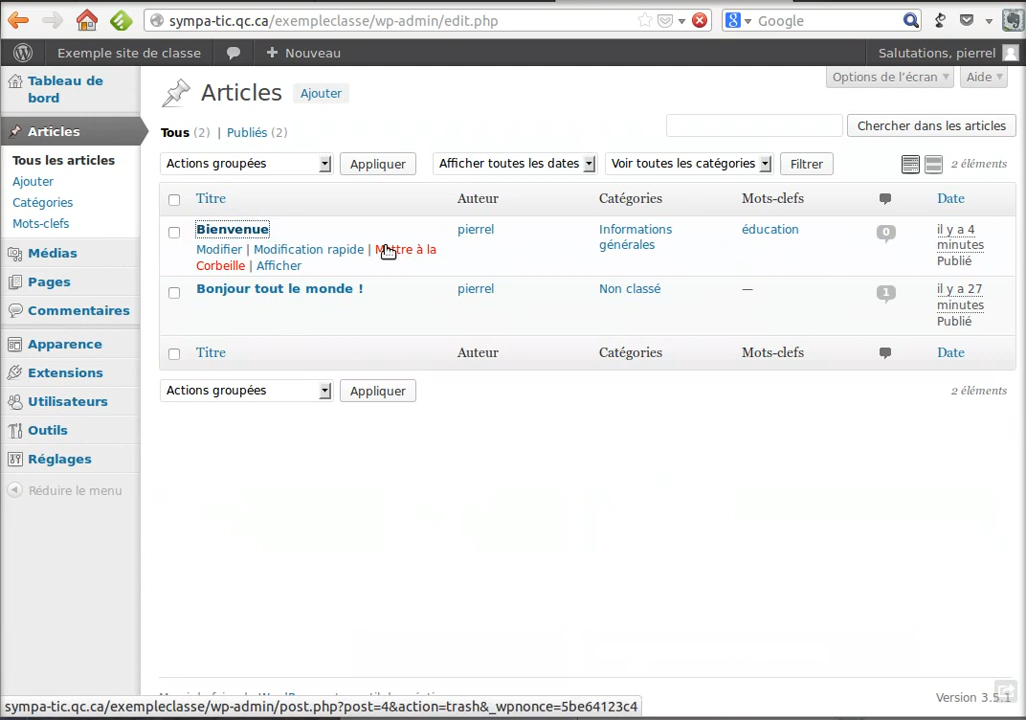 sympa-tic.qc.ca/exempleclasse/wp-admin/edit.php
Google
Exemple site de classe
Nouveau
Salutations, pierrel
Tableau de
bord
Articles
Tous les articles
Ajouter
Catégories
Mots-clefs
Médias
Pages
Commentaires
Apparence
Extensions
Utilisateurs
Outils
Réglages
Réduire le menu
Options de l'écran
Aide
Articles Ajouter
Tous (2) | Publiés (2)
Chercher dans les articles
Actions groupées
Appliquer
Afficher toutes les dates
Voir toutes les catégories
Filtrer
2 éléments
Titre Auteur Catégories Mots-clefs Date
Bienvenue
Modifier | Modification rapide | Mettre à la
Corbeille | Afficher
pierrel
Informations
générales
éducation
0
il y a 4
minutes
Publié
Bonjour tout le monde !
pierrel
Non classé
—
1
il y a 27
minutes
Publié
Titre Auteur Catégories Mots-clefs Date
Actions groupées
Appliquer
2 éléments
Version 3.5.1
sympa-tic.qc.ca/exempleclasse/wp-admin/post.php?post=4&action=trash&_wpnonce=5be64123c4